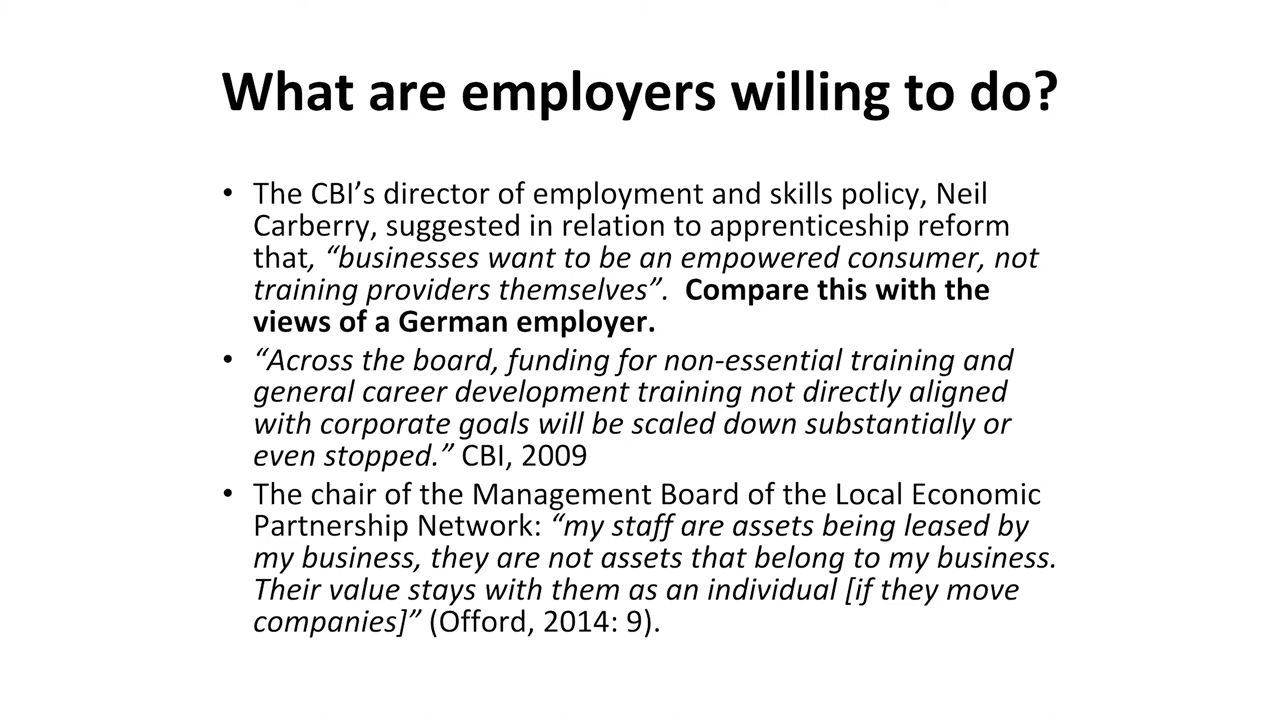 What are employers willing to do?
• The CBI’s director of employment and skills policy, Neil
Carberry, suggested in relation to apprenticeship reform
that, “businesses want to be an empowered consumer, not
training providers themselves”.  Compare this with the
views of a German employer.
• “Across the board, funding for non-essential training and
general career development training not directly aligned
with corporate goals will be scaled down substantially or
even stopped.” CBI, 2009
• The chair of the Management Board of the Local Economic
Partnership Network: “my staff are assets being leased by
my business, they are not assets that belong to my business.
Their value stays with them as an individual [if they move
companies]” (Offord, 2014: 9).